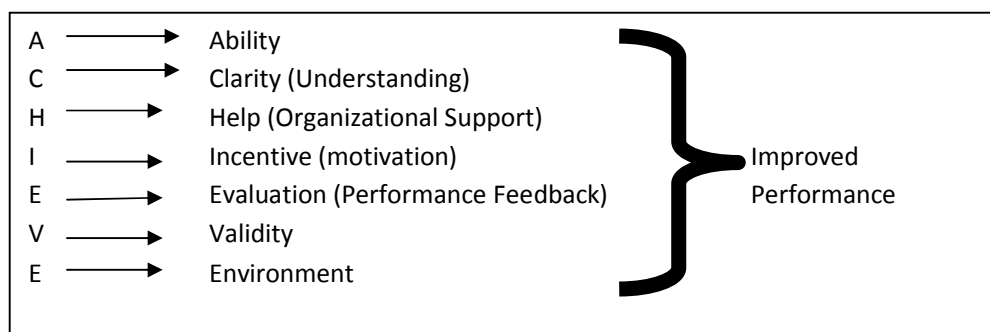 A Ability
C Clarity (Understanding)
H Help (Organizational Support)
I Incentive (motivation)
E Evaluation (Performance Feedback)
V Validity
E Environment
Improved
Performance